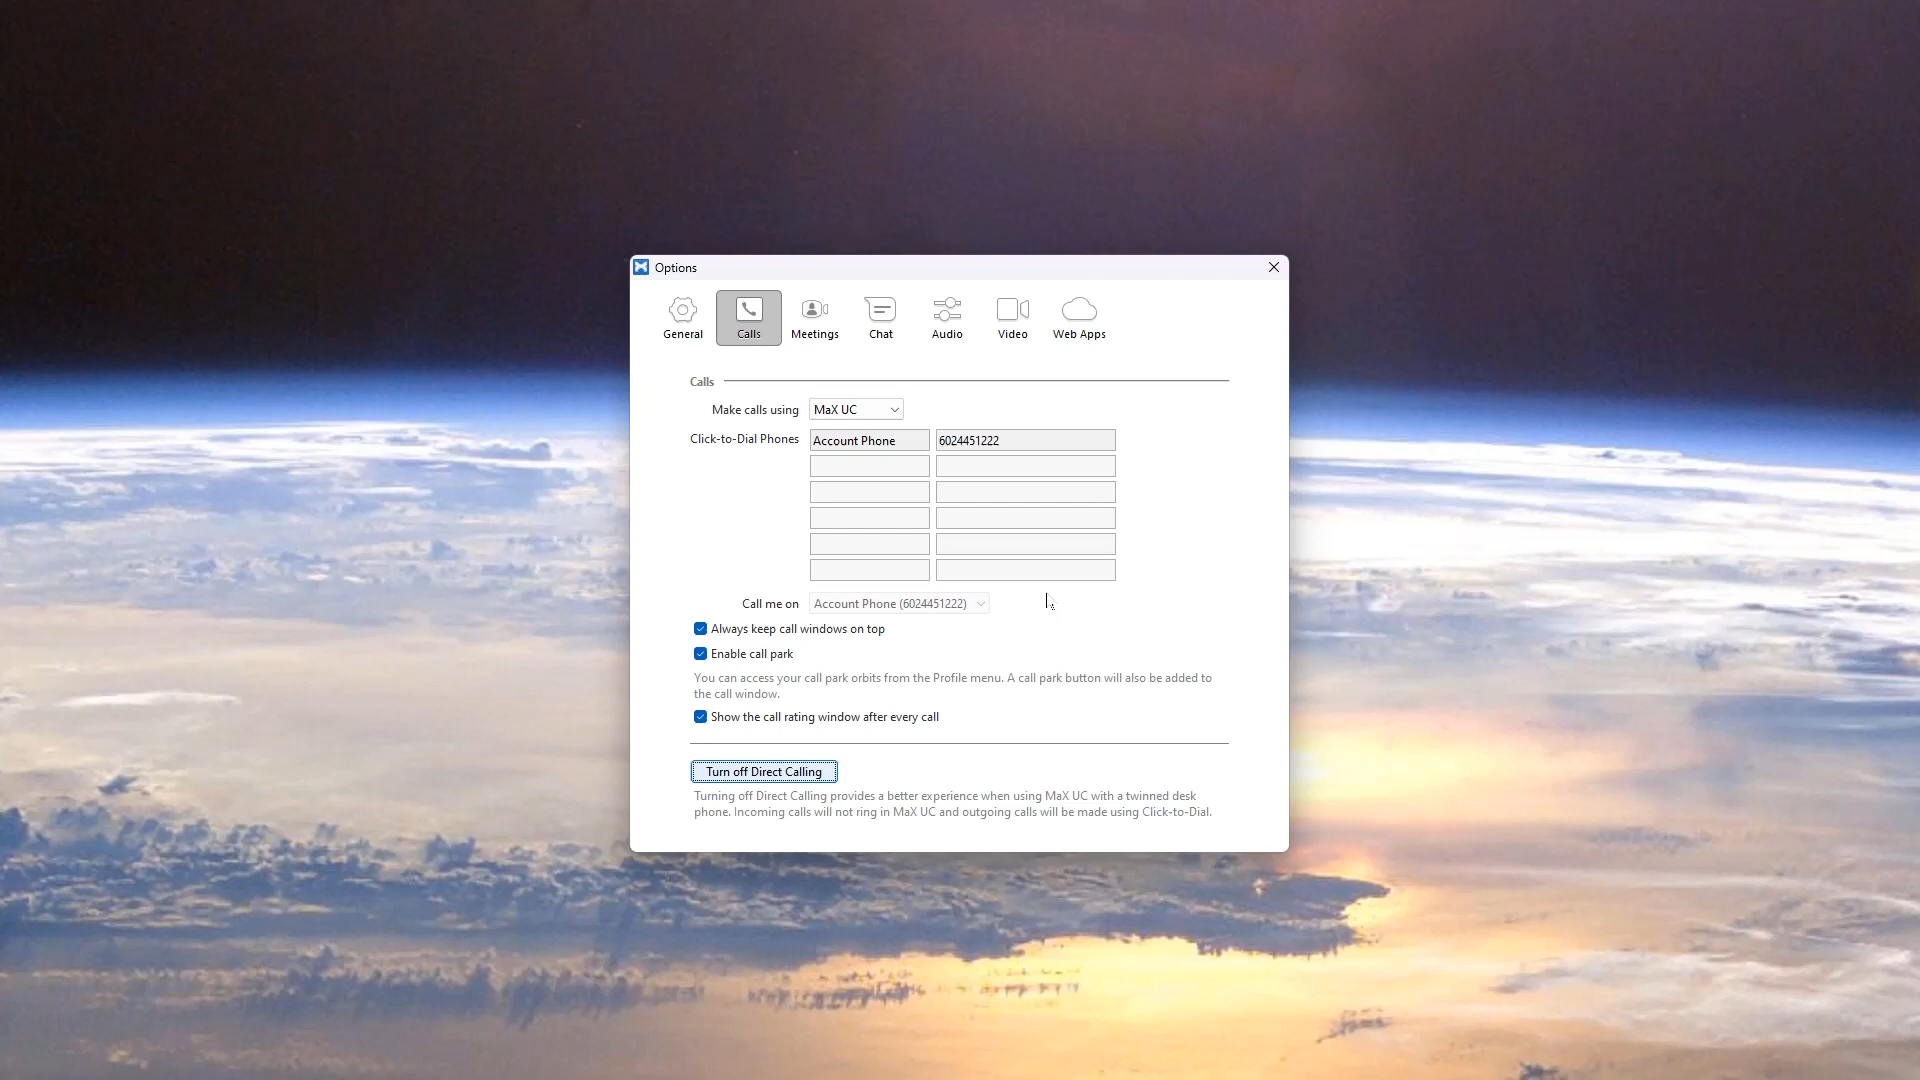 Options
General
Calls
Meetings
Chat
Audio
Video
Web Apps
Calls
Make calls using MaX UC
Click-to-Dial Phones Account Phone 6024451222
Call me on Account Phone (6024451222)
Always keep call windows on top
Enable call park
You can access your call park orbits from the Profile menu. A call park button will also be added to
the call window.
Show the call rating window after every call
Turn off Direct Calling
Turning off Direct Calling provides a better experience when using MaX UC with a twinned desk
phone. Incoming calls will not ring in MaX UC and outgoing calls will be made using Click-to-Dial.